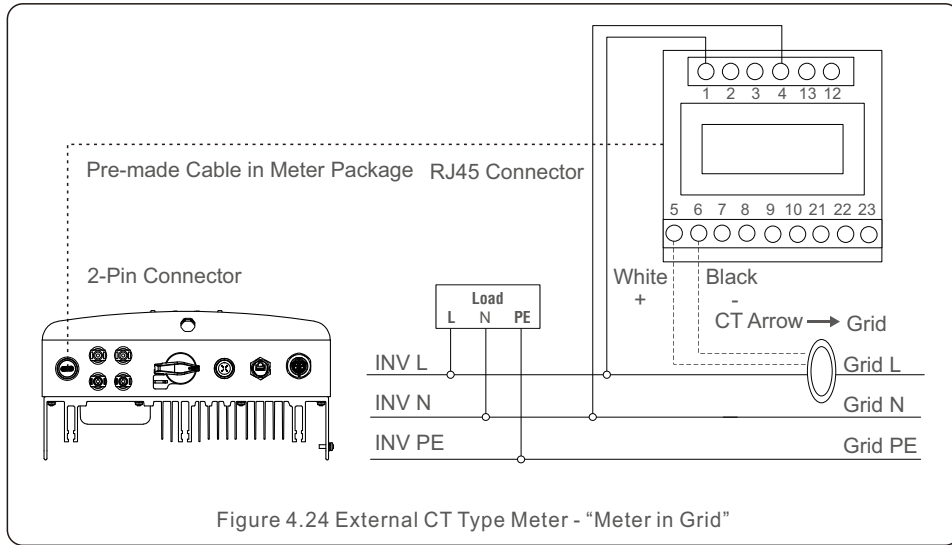 1 2 3 4 13 12
Pre-made Cable in Meter Package RJ45 Connector
5 6 7 8 9 10 21 22 23
2-Pin Connector
White Black
+ -
CT Arrow → Grid
Load
L N PE
INV L Grid L
INV N Grid N
INV PE Grid PE
Figure 4.24 External CT Type Meter - “Meter in Grid”